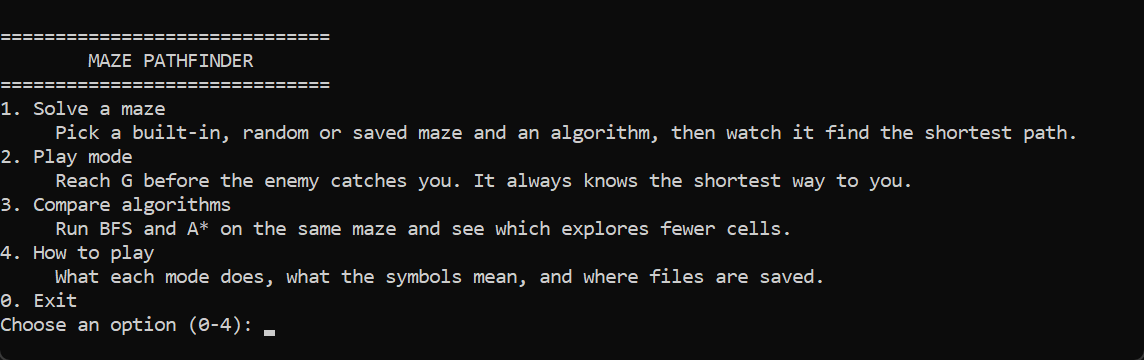 ==============================
        MAZE PATHFINDER
==============================
1. Solve a maze
     Pick a built-in, random or saved maze and an algorithm, then watch it find the shortest path.
2. Play mode
     Reach G before the enemy catches you. It always knows the shortest way to you.
3. Compare algorithms
     Run BFS and A* on the same maze and see which explores fewer cells.
4. How to play
     What each mode does, what the symbols mean, and where files are saved.
0. Exit
Choose an option (0-4): _